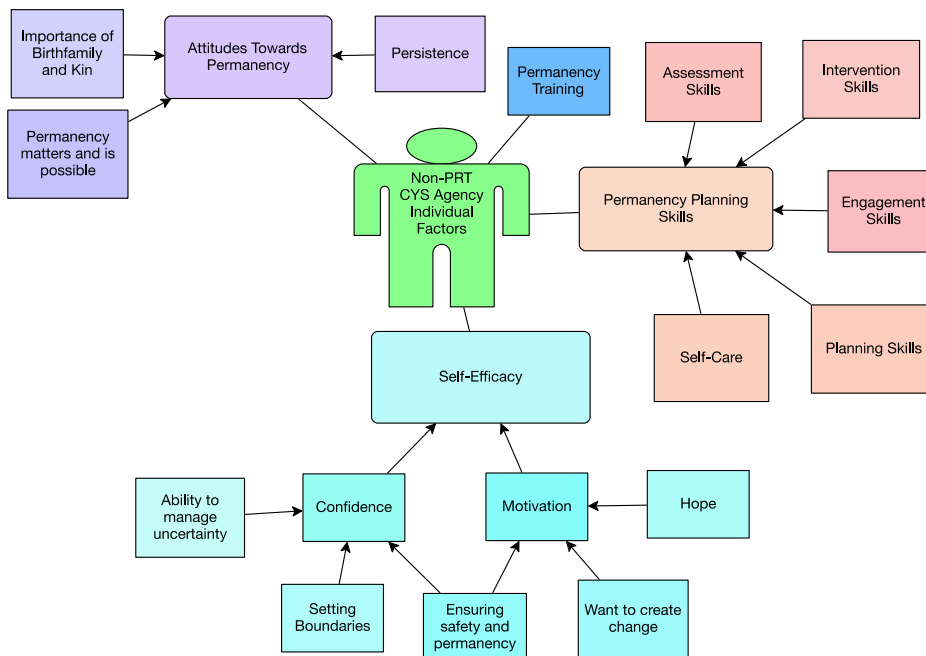 Importance of
Birthfamily
and Kin
Attitudes Towards
Permanency
Persistence
Permanency
Training
Assessment
Skills
Intervention
Skills
Permanency
matters and is
possible
Non-PRT
CYS Agency
Individual
Factors
Permanency Planning
Skills
Engagement
Skills
Self-Care
Planning Skills
Self-Efficacy
Ability to
manage
uncertainty
Confidence
Motivation
Hope
Setting
Boundaries
Ensuring
safety and
permanency
Want to create
change